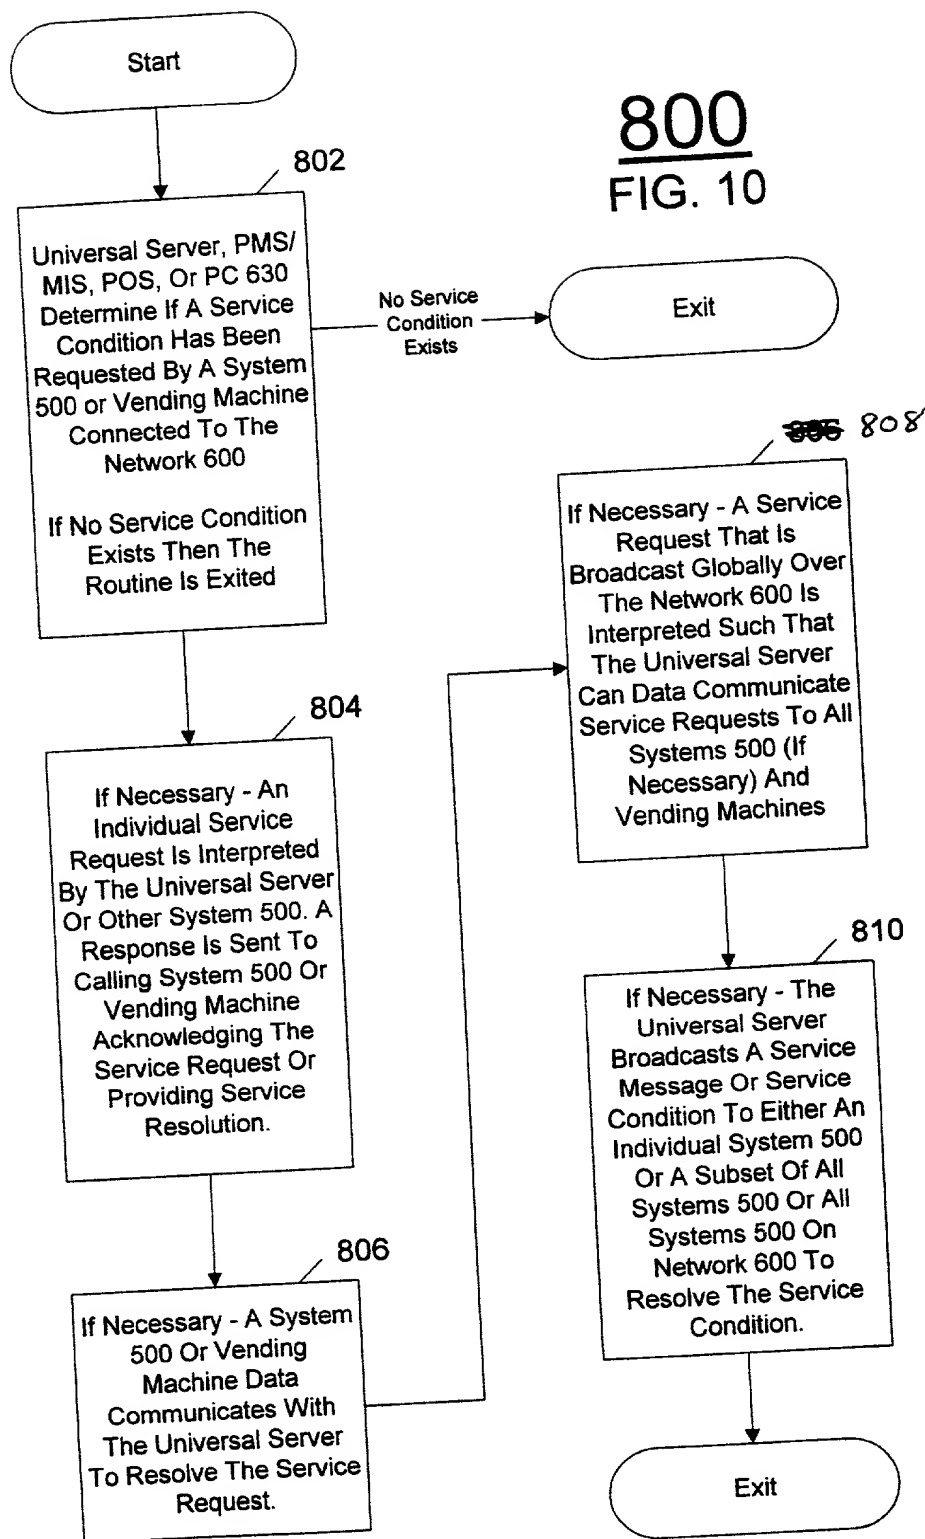 Start
800
FIG. 10
802
Universal Server, PMS/
MIS, POS, Or PC 630
Determine If A Service
Condition Has Been
Requested By A System
500 or Vending Machine
Connected To The
Network 600
If No Service Condition
Exists Then The
Routine Is Exited
No Service
Condition
Exists
Exit
804
If Necessary - An
Individual Service
Request Is Interpreted
By The Universal Server
Or Other System 500. A
Response Is Sent To
Calling System 500 Or
Vending Machine
Acknowledging The
Service Request Or
Providing Service
Resolution.
806
If Necessary - A System
500 Or Vending
Machine Data
Communicates With
The Universal Server
To Resolve The Service
Request.
808
If Necessary - A Service
Request That Is
Broadcast Globally Over
The Network 600 Is
Interpreted Such That
The Universal Server
Can Data Communicate
Service Requests To All
Systems 500 (If
Necessary) And
Vending Machines
810
If Necessary - The
Universal Server
Broadcasts A Service
Message Or Service
Condition To Either An
Individual System 500
Or A Subset Of All
Systems 500 Or All
Systems 500 On
Network 600 To
Resolve The Service
Condition.
Exit